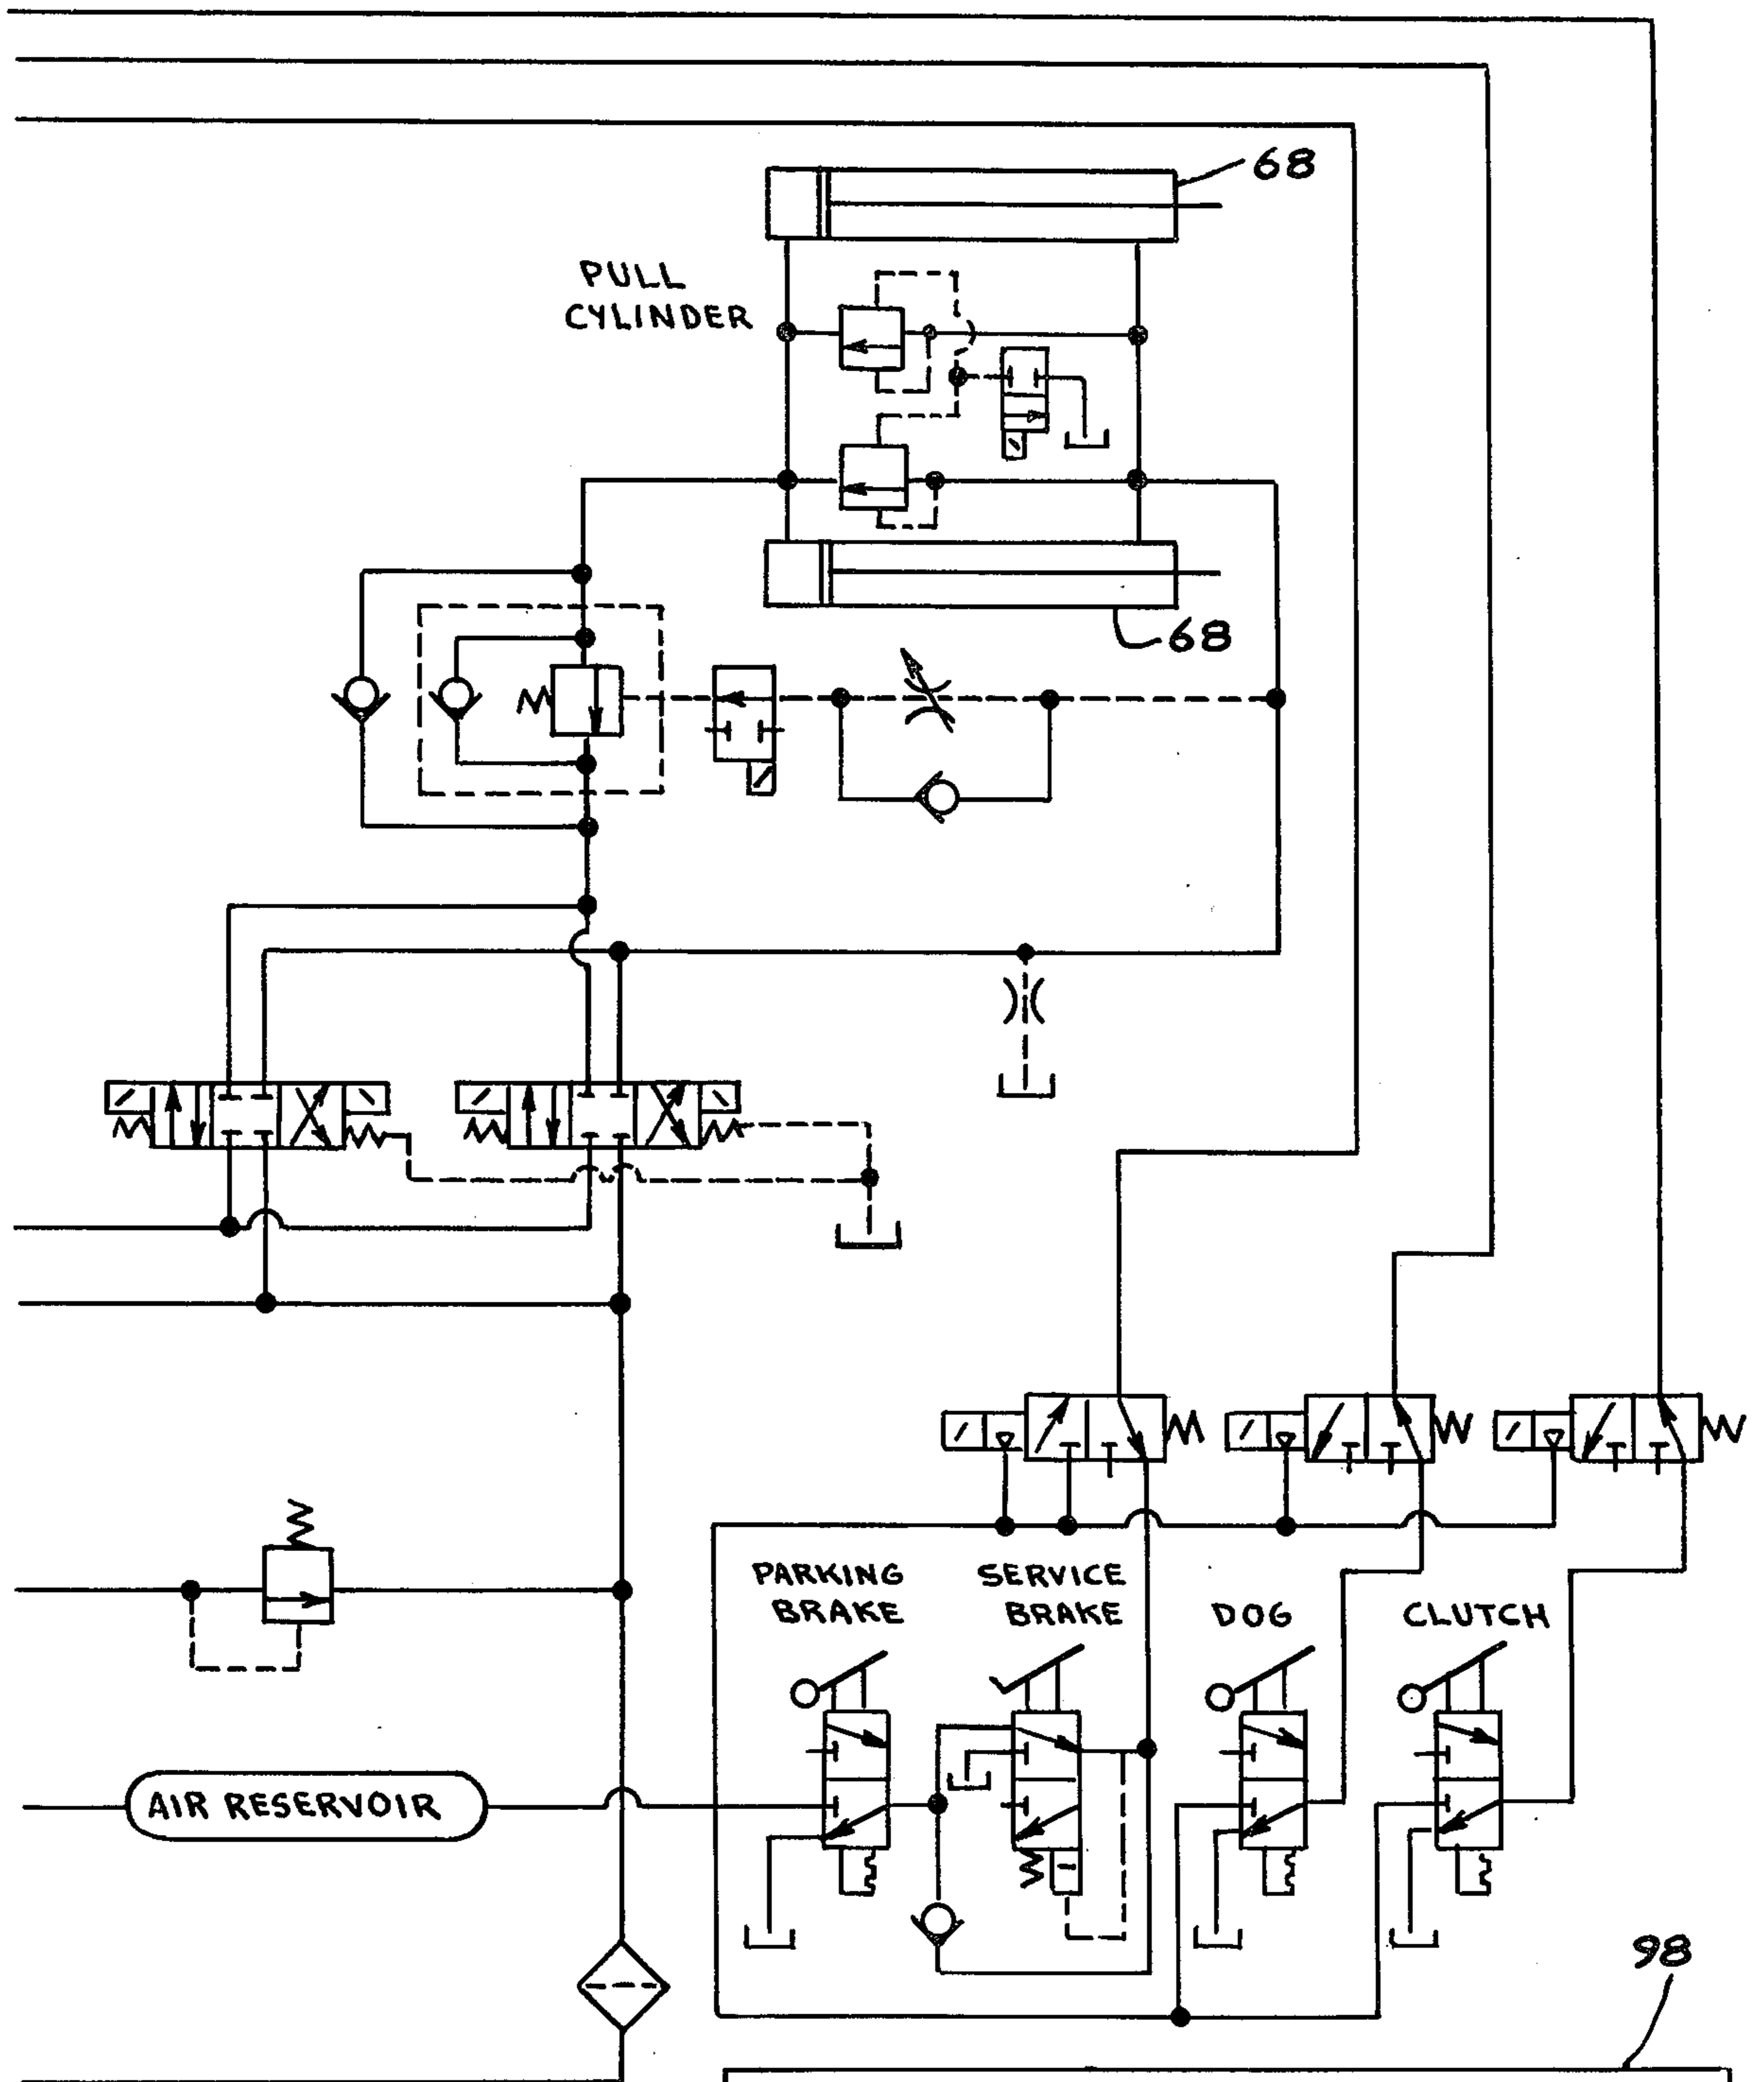 68
PULL
CYLINDER
68
PARKING
BRAKE
SERVICE
BRAKE
DOG
CLUTCH
AIR RESERVOIR
98